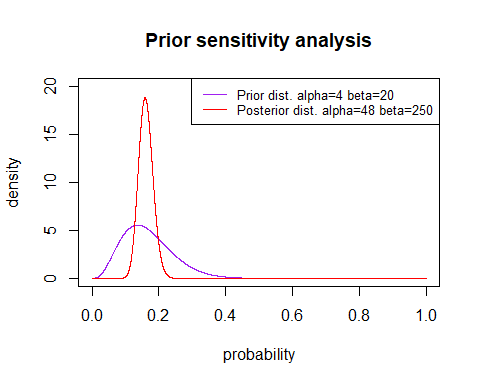 Prior sensitivity analysis
Prior dist. alpha=4 beta=20
Posterior dist. alpha=48 beta=250
density
20
15
10
5
0
0.0 0.2 0.4 0.6 0.8 1.0
probability